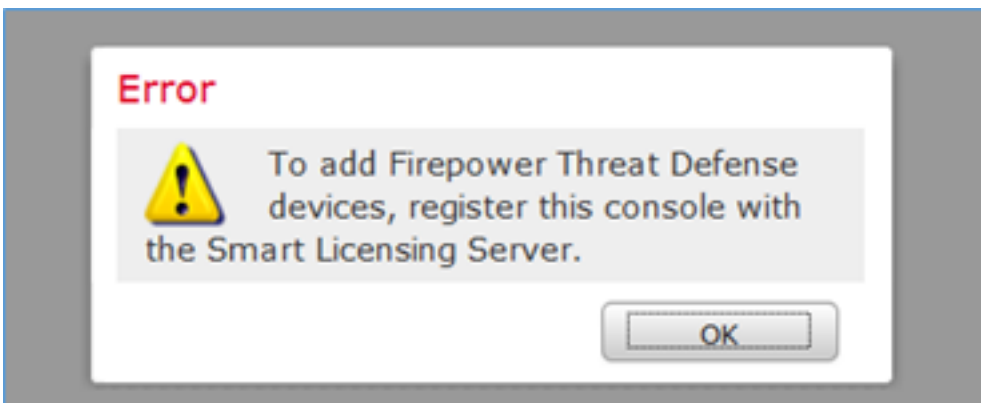 Error
To add Firepower Threat Defense
devices, register this console with
the Smart Licensing Server.
OK